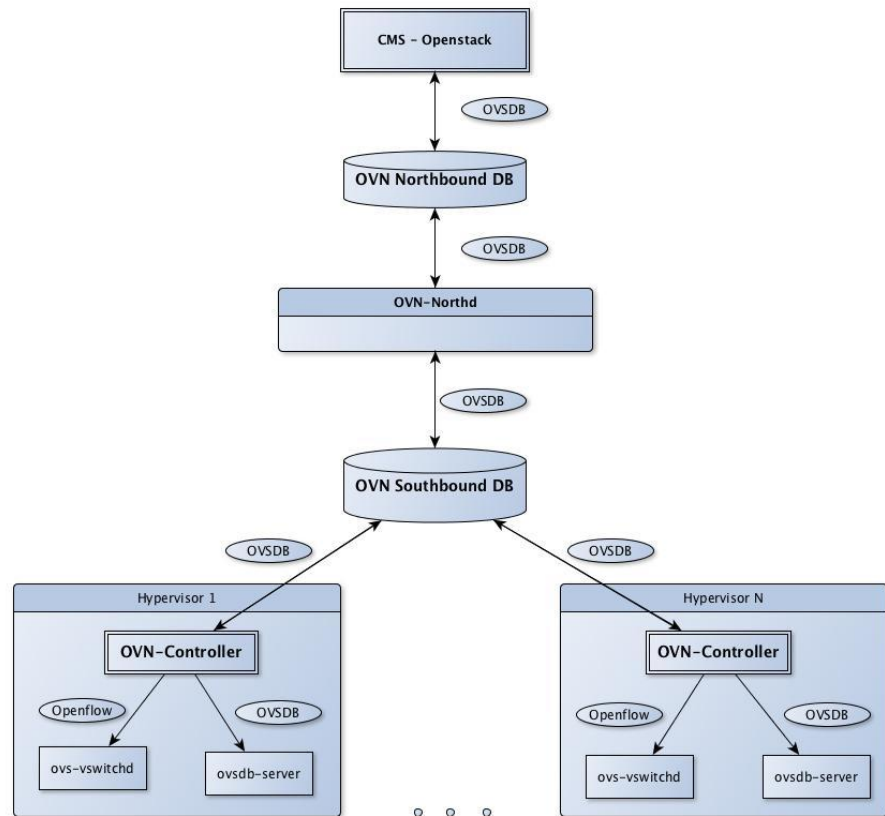 CMS - Openstack
OVSDB
OVN Northbound DB
OVSDB
OVN-Northd
OVSDB
OVN Southbound DB
OVSDB
OVSDB
Hypervisor 1
Hypervisor N
OVN-Controller
OVN-Controller
Openflow
OVSDB
Openflow
OVSDB
ovs-vswitchd
ovsdb-server
ovs-vswitchd
ovsdb-server